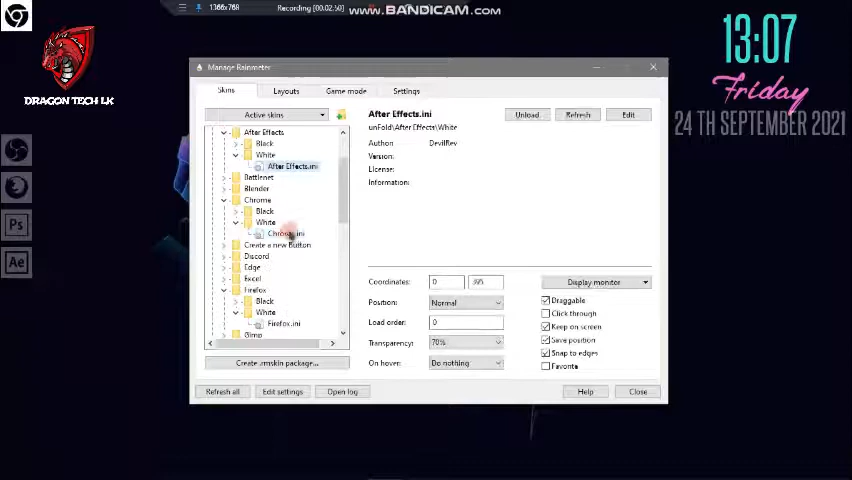 1366x768
Recording [00:02:50]
www.BANDICAM.com
DRAGON TECH LK
13:07
Friday
24 TH SEPTEMBER 2021
Ps
Ae
Manage Rainmeter
Skins
Layouts
Game mode
Settings
Active skins
After Effects
Black
White
After Effects.ini
Battlenet
Blender
Chrome
Black
White
Chrome.ini
Create a new Button
Discord
Edge
Excel
Firefox
Black
White
Firefox.ini
Gimp
Create .rmskin package...
After Effects.ini
unFold\After Effects\White
Unload
Refresh
Edit
Author DevilRev
Version:
License:
Information:
Coordinates: 0 395
Position: Normal
Load order: 0
Transparency: 70%
On hover: Do nothing
Display monitor
Draggable
Click through
Keep on screen
Save position
Snap to edges
Favorite
Refresh all
Edit settings
Open log
Help
Close